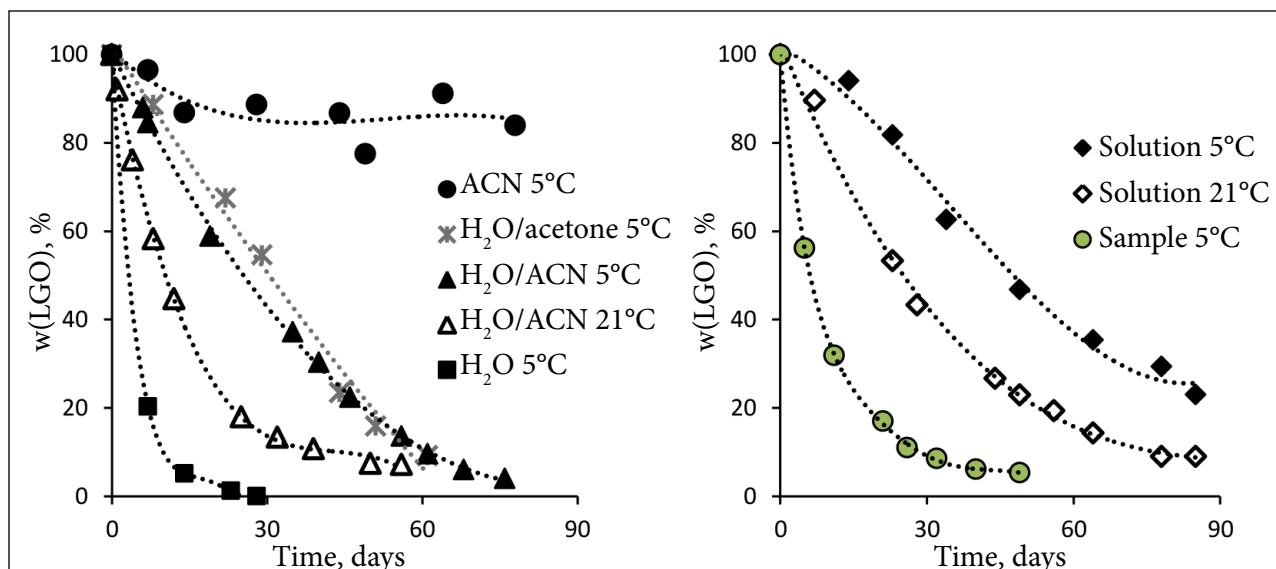 w(LGO), %
100
80
60
40
20
0
ACN 5°C
H₂O/acetone 5°C
H₂O/ACN 5°C
H₂O/ACN 21°C
H₂O 5°C
0 30 60 90
Time, days
w(LGO), %
100
80
60
40
20
0
Solution 5°C
Solution 21°C
Sample 5°C
0 30 60 90
Time, days